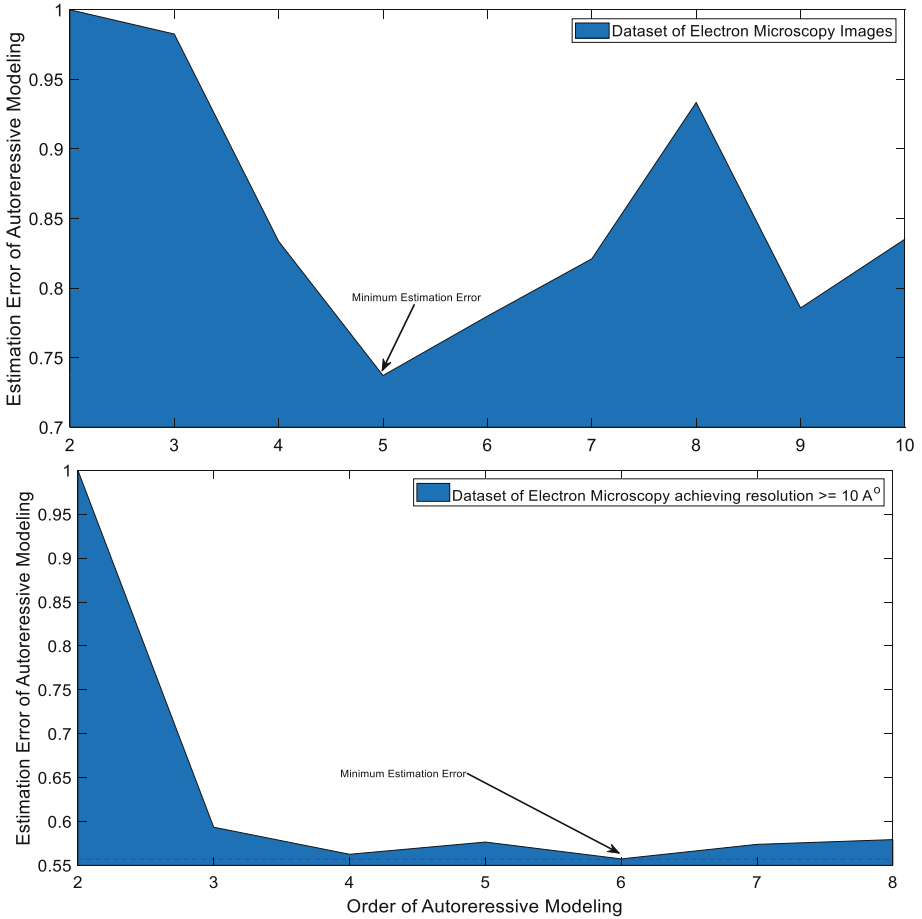 Estimation Error of Autoreressive Modeling
1
0.95
0.9
0.85
0.8
0.75
0.7
Dataset of Electron Microscopy Images
Minimum Estimation Error
2 3 4 5 6 7 8 9 10
Estimation Error of Autoreressive Modeling
1
0.95
0.9
0.85
0.8
0.75
0.7
0.65
0.6
0.55
Dataset of Electron Microscopy achieving resolution >= 10 A^o
Minimum Estimation Error
2 3 4 5 6 7 8
Order of Autoreressive Modeling